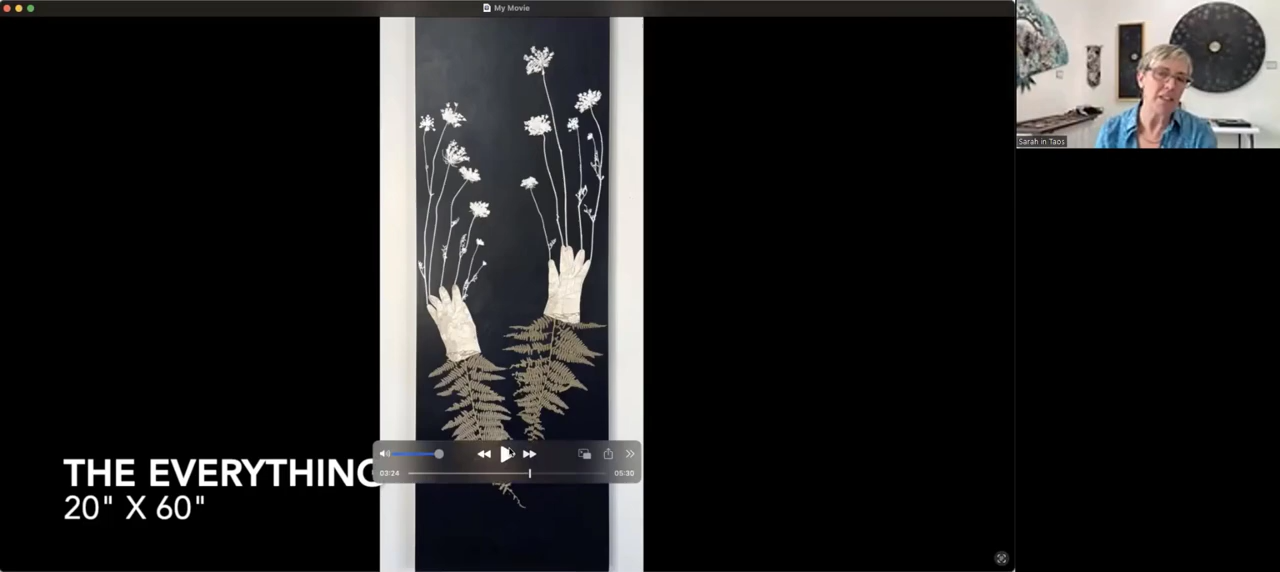 My Movie
Sarah in Taos
THE EVERYTHING
20" X 60"
03:24
05:30